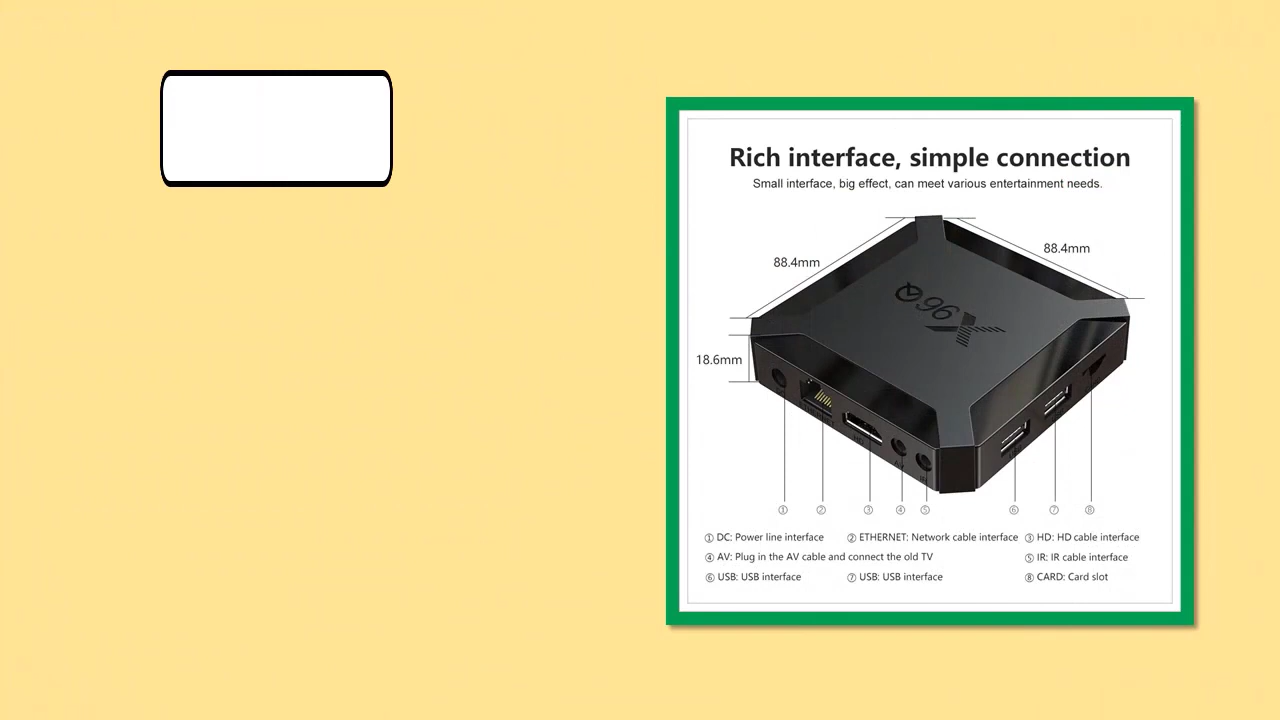 Rich interface, simple connection
Small interface, big effect, can meet various entertainment needs.
88.4mm
88.4mm
X96Q
18.6mm
① ② ③ ④ ⑤ ⑥ ⑦ ⑧
① DC: Power line interface ② ETHERNET: Network cable interface ③ HD: HD cable interface
④ AV: Plug in the AV cable and connect the old TV ⑤ IR: IR cable interface
⑥ USB: USB interface ⑦ USB: USB interface ⑧ CARD: Card slot